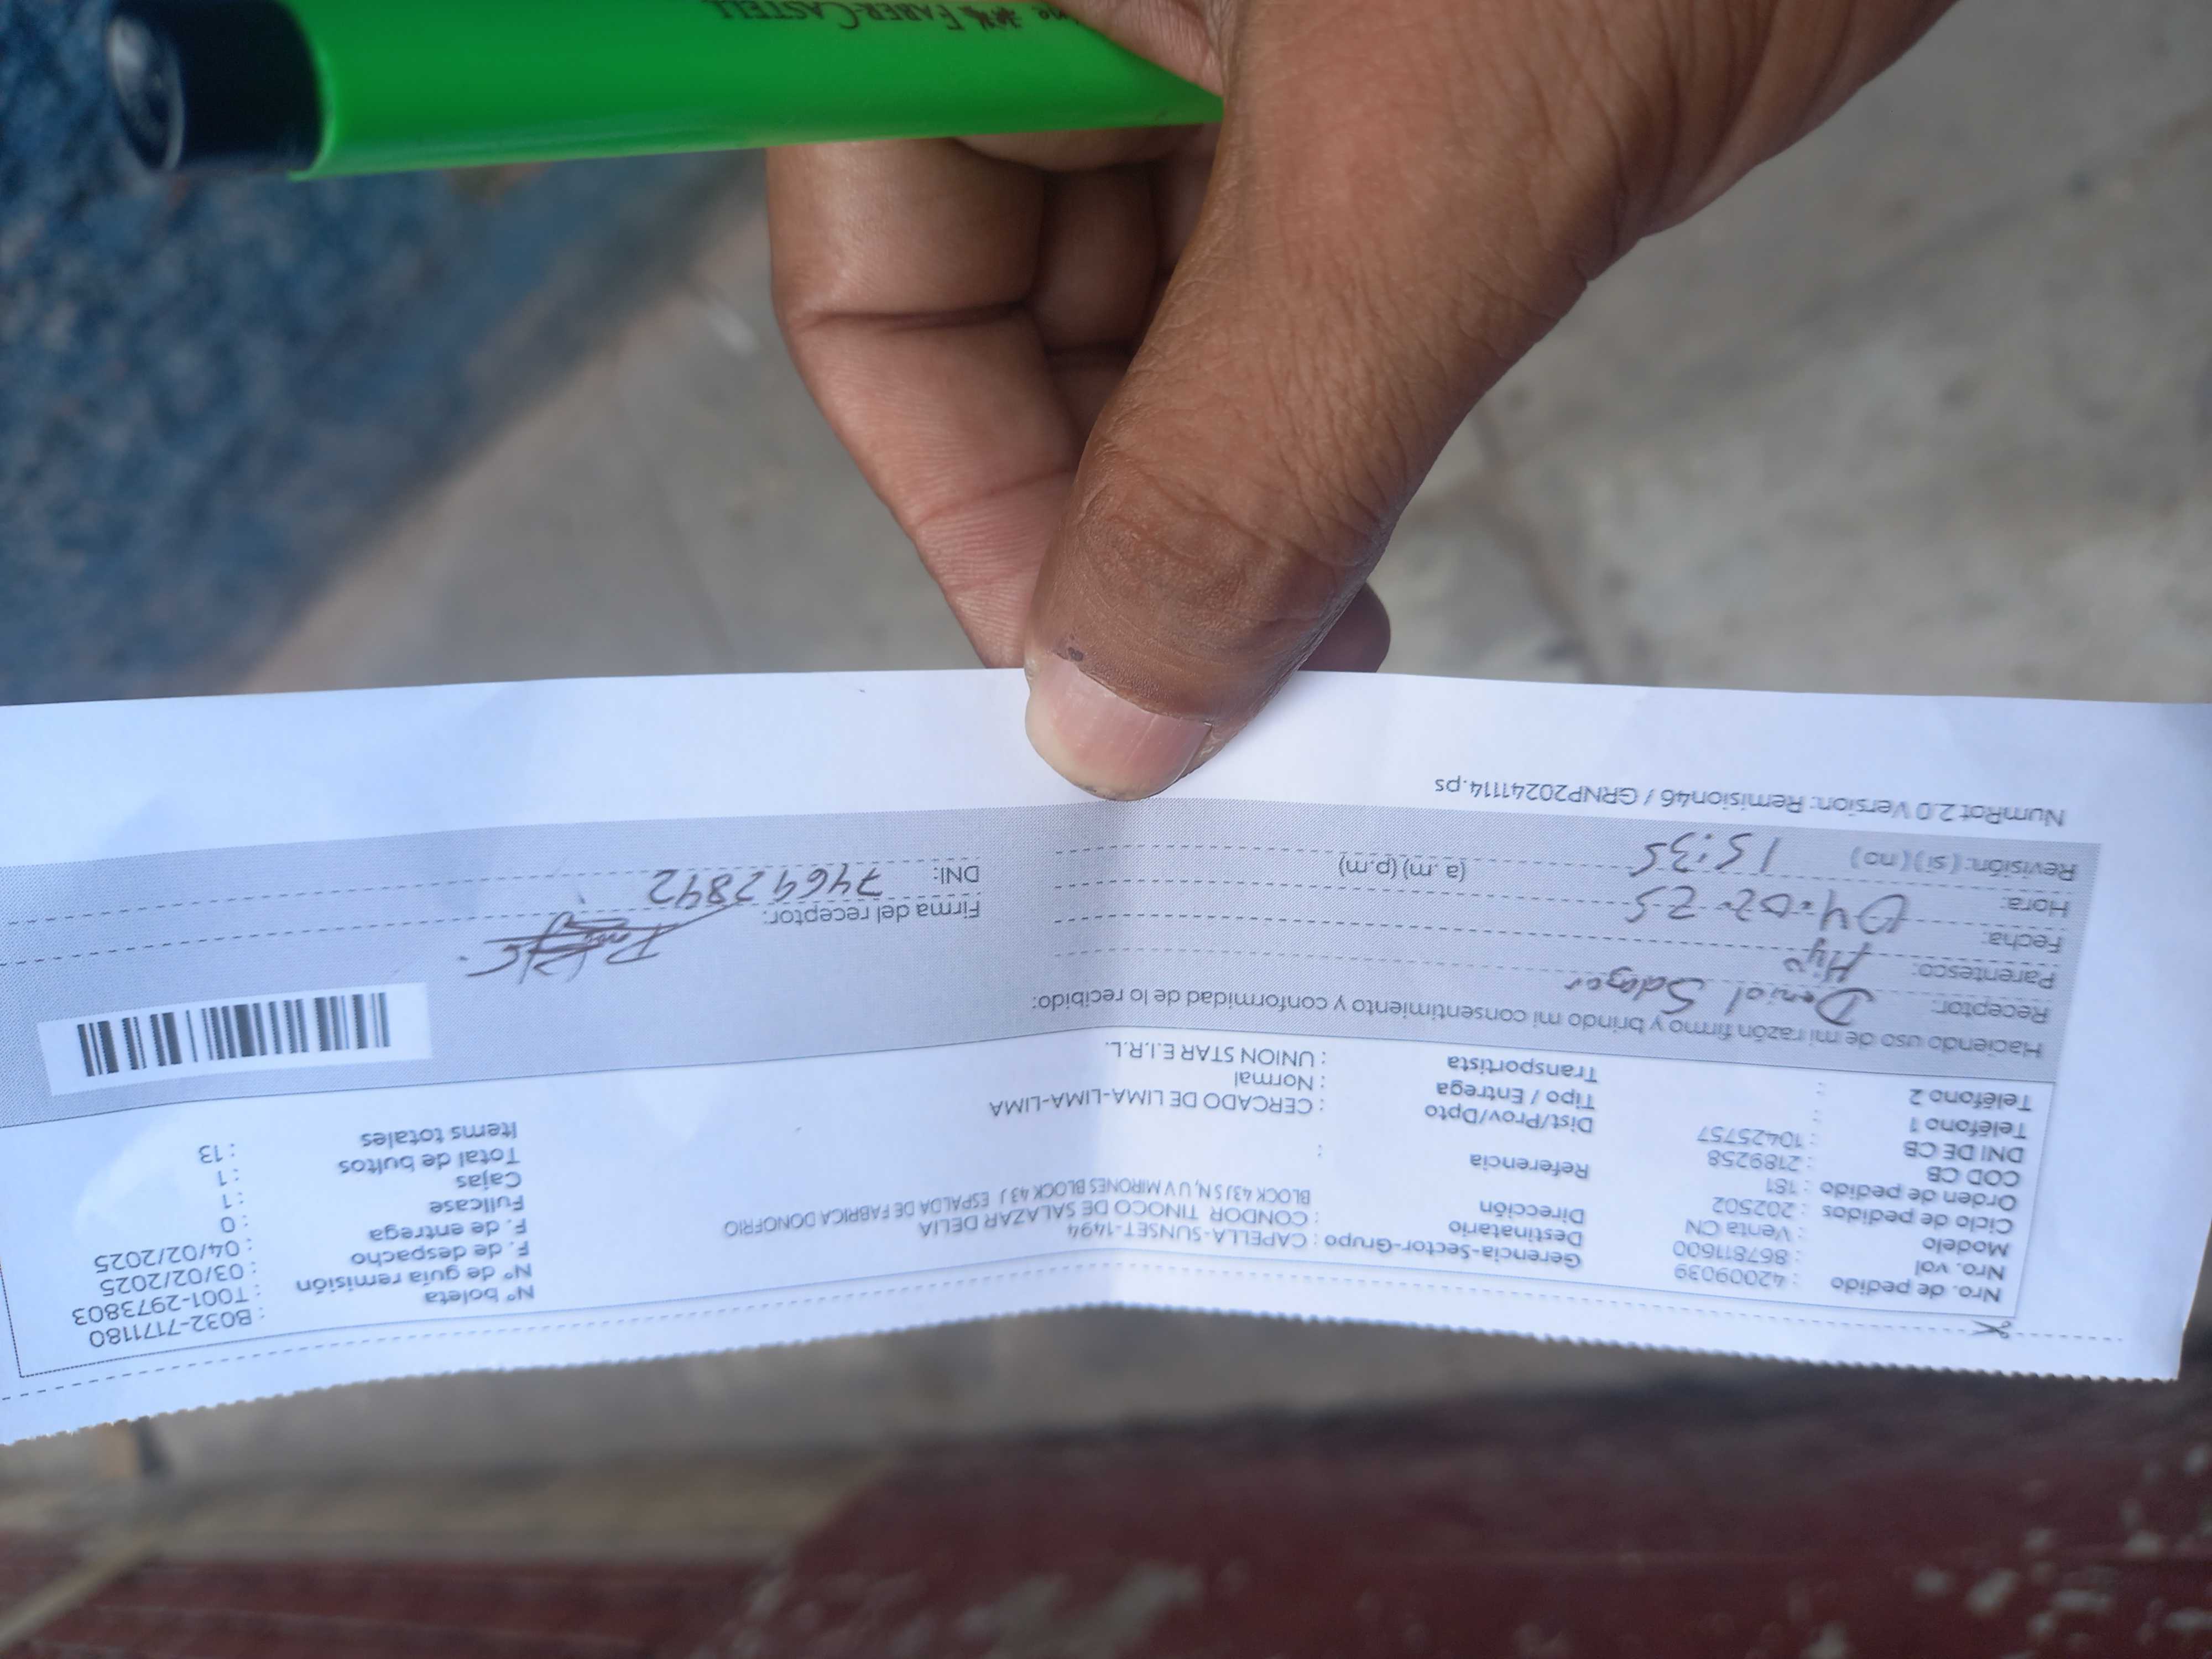 Nro. de pedido : 42009039
Nro. vol : 867811600
Modelo : Venta CN
Ciclo de pedidos : 202502
Orden de pedido : 181
COD CB : 2189258
DNI DE CB : 10425757
Teléfono 1 :
Teléfono 2 :
Gerencia-Sector-Grupo : CAPELLA-SUNSET-1494
Destinatario : CONDOR TINOCO DE SALAZAR DELIA
Dirección BLOCK 43J SN, U V MIRONES BLOCK 43 J ESPALDA DE FABRICA DONOFRIO
Referencia :
Dist/Prov/Dpto : CERCADO DE LIMA-LIMA-LIMA
Tipo / Entrega : Normal
Transportista : UNION STAR E.I.R.L.
N° boleta : B032-7171180
N° de guía remisión : T001-2973803
F. de despacho : 03/02/2025
F. de entrega : 04/02/2025
Fullcase : 0
Cajas : 1
Total de bultos : 1
Items totales : 13
Haciendo uso de mi razón firmo y brindo mi consentimiento y conformidad de lo recibido:
Receptor: Salazar
Parentesco: Hijo
Fecha: 04-02-25
Hora: 15:35 (a.m) (p.m)
Revisión: ( si ) ( no )
Firma del receptor:
DNI: 74642842
NumRot 2.0 Version: Remision46 / GRNP20241114.ps
FABER-CASTELL